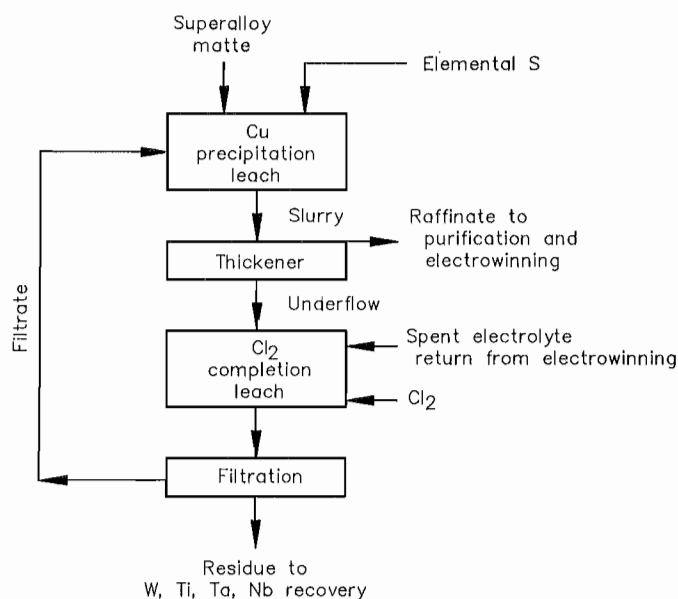 Superalloy
matte
Elemental S
Cu
precipitation
leach
Slurry
Raffinate to
purification and
electrowinning
Thickener
Underflow
Filtrate
Cl2
completion
leach
Spent electrolyte
return from electrowinning
Cl2
Filtration
Residue to
W, Ti, Ta, Nb recovery